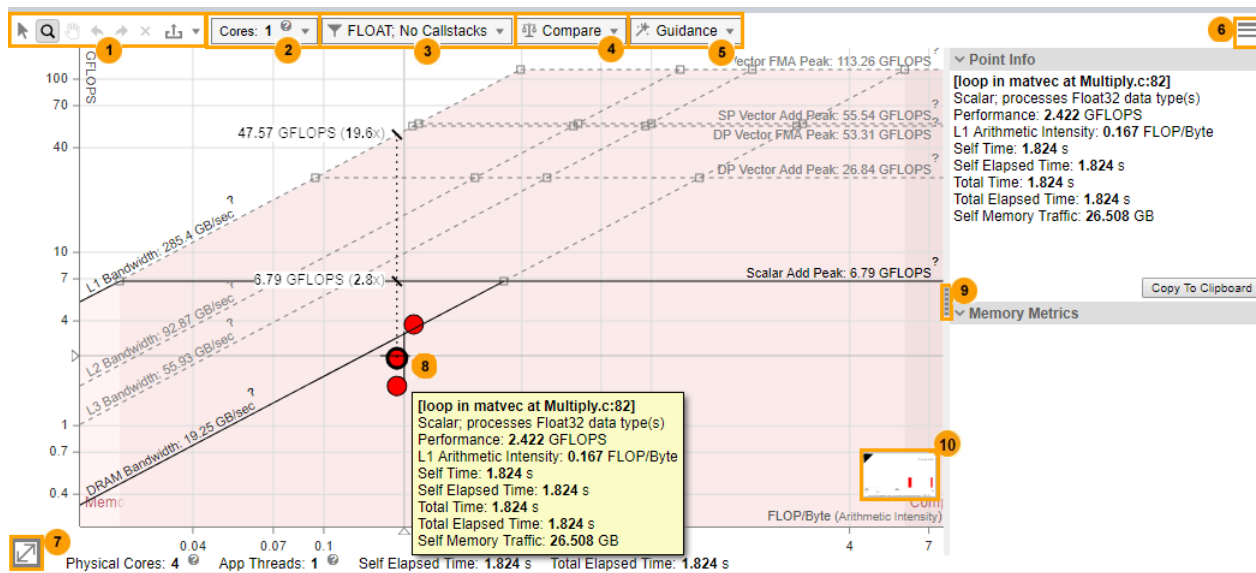 Cores: 1 ?
FLOAT; No Callstacks
Compare
Guidance
1
2
3
4
5
6
GFLOPS
100
70
40
10
7
4
1
0.7
0.4
Vector FMA Peak: 113.26 GFLOPS ?
SP Vector Add Peak: 55.54 GFLOPS ?
DP Vector FMA Peak: 53.31 GFLOPS
DP Vector Add Peak: 26.84 GFLOPS ?
47.57 GFLOPS (19.6x)
L1 Bandwidth: 285.4 GB/sec ?
6.79 GFLOPS (2.8x)
Scalar Add Peak: 6.79 GFLOPS ?
L2 Bandwidth: 92.87 GB/sec ?
L3 Bandwidth: 55.93 GB/sec ?
DRAM Bandwidth: 19.25 GB/sec ?
8
[loop in matvec at Multiply.c:82]
Scalar; processes Float32 data type(s)
Performance: 2.422 GFLOPS
L1 Arithmetic Intensity: 0.167 FLOP/Byte
Self Time: 1.824 s
Self Elapsed Time: 1.824 s
Total Time: 1.824 s
Total Elapsed Time: 1.824 s
Self Memory Traffic: 26.508 GB
10
Memo
Comp
FLOP/Byte (Arithmetic Intensity)
7
0.04
0.07
0.1
4
7
Physical Cores: 4 ? App Threads: 1 ? Self Elapsed Time: 1.824 s Total Elapsed Time: 1.824 s
Point Info
[loop in matvec at Multiply.c:82]
Scalar; processes Float32 data type(s)
Performance: 2.422 GFLOPS
L1 Arithmetic Intensity: 0.167 FLOP/Byte
Self Time: 1.824 s
Self Elapsed Time: 1.824 s
Total Time: 1.824 s
Total Elapsed Time: 1.824 s
Self Memory Traffic: 26.508 GB
9
Copy To Clipboard
Memory Metrics